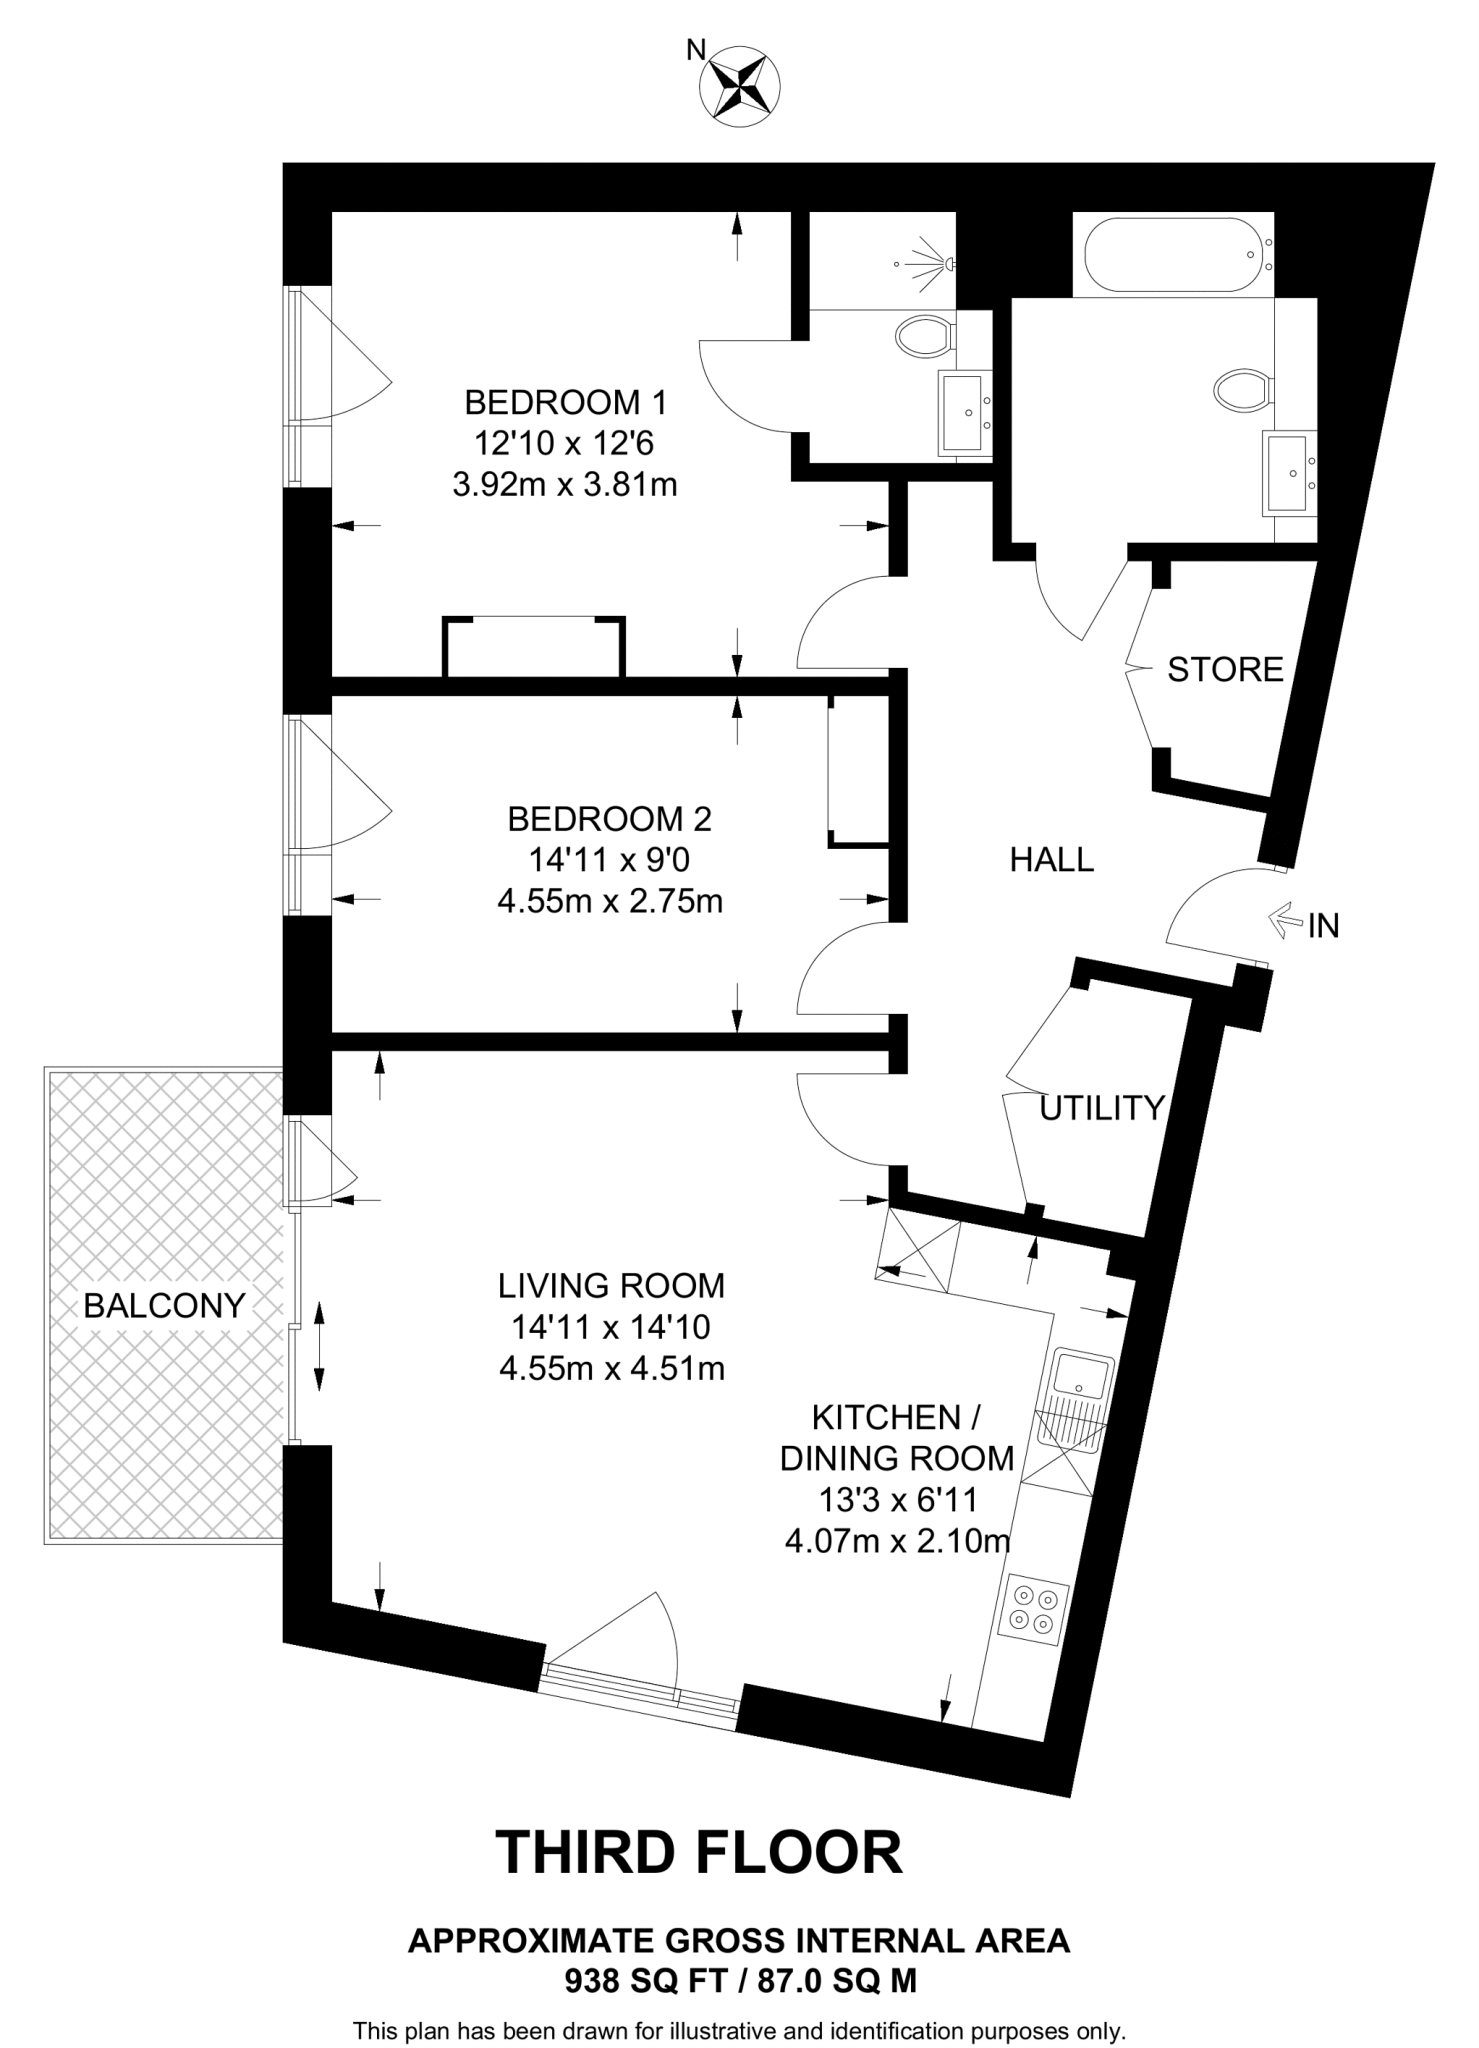 N
BEDROOM 1
12'10 x 12'6
3.92m x 3.81m
STORE
BEDROOM 2
14'11 x 9'0
4.55m x 2.75m
HALL
IN
UTILITY
BALCONY
LIVING ROOM
14'11 x 14'10
4.55m x 4.51m
KITCHEN /
DINING ROOM
13'3 x 6'11
4.07m x 2.10m
THIRD FLOOR
APPROXIMATE GROSS INTERNAL AREA
938 SQ FT / 87.0 SQ M
This plan has been drawn for illustrative and identification purposes only.